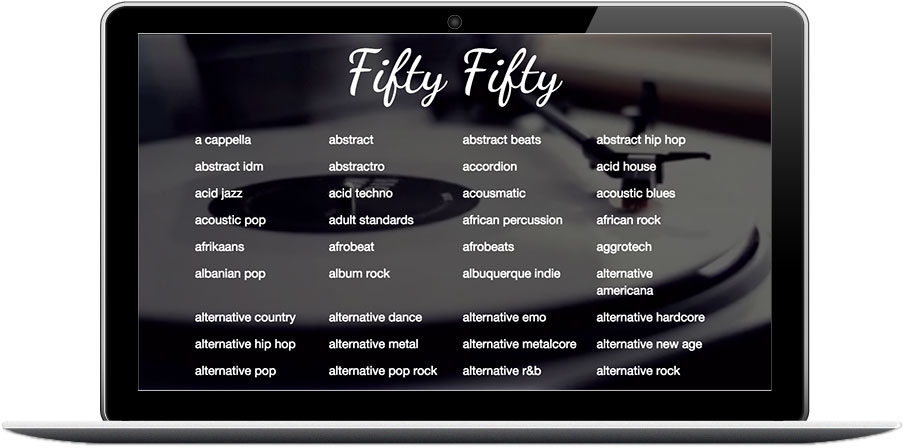 Fifty Fifty
a cappella abstract abstract beats abstract hip hop
abstract idm abstractro accordion acid house
acid jazz acid techno acousmatic acoustic blues
acoustic pop adult standards african percussion african rock
afrikaans afrobeat afrobeats aggrotech
albanian pop album rock albuquerque indie alternative
americana
alternative country alternative dance alternative emo alternative hardcore
alternative hip hop alternative metal alternative metalcore alternative new age
alternative pop alternative pop rock alternative r&b alternative rock